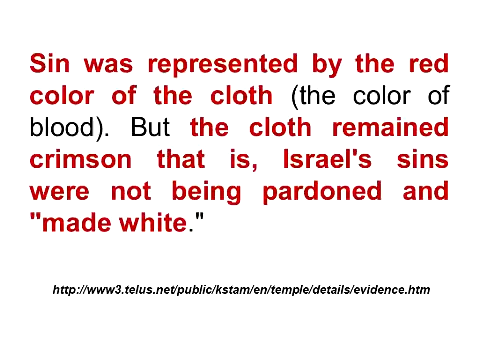 Sin was represented by the red
color of the cloth (the color of
blood). But the cloth remained
crimson that is, Israel's sins
were not being pardoned and
"made white."
http://www3.telus.net/public/kstam/en/temple/details/evidence.htm